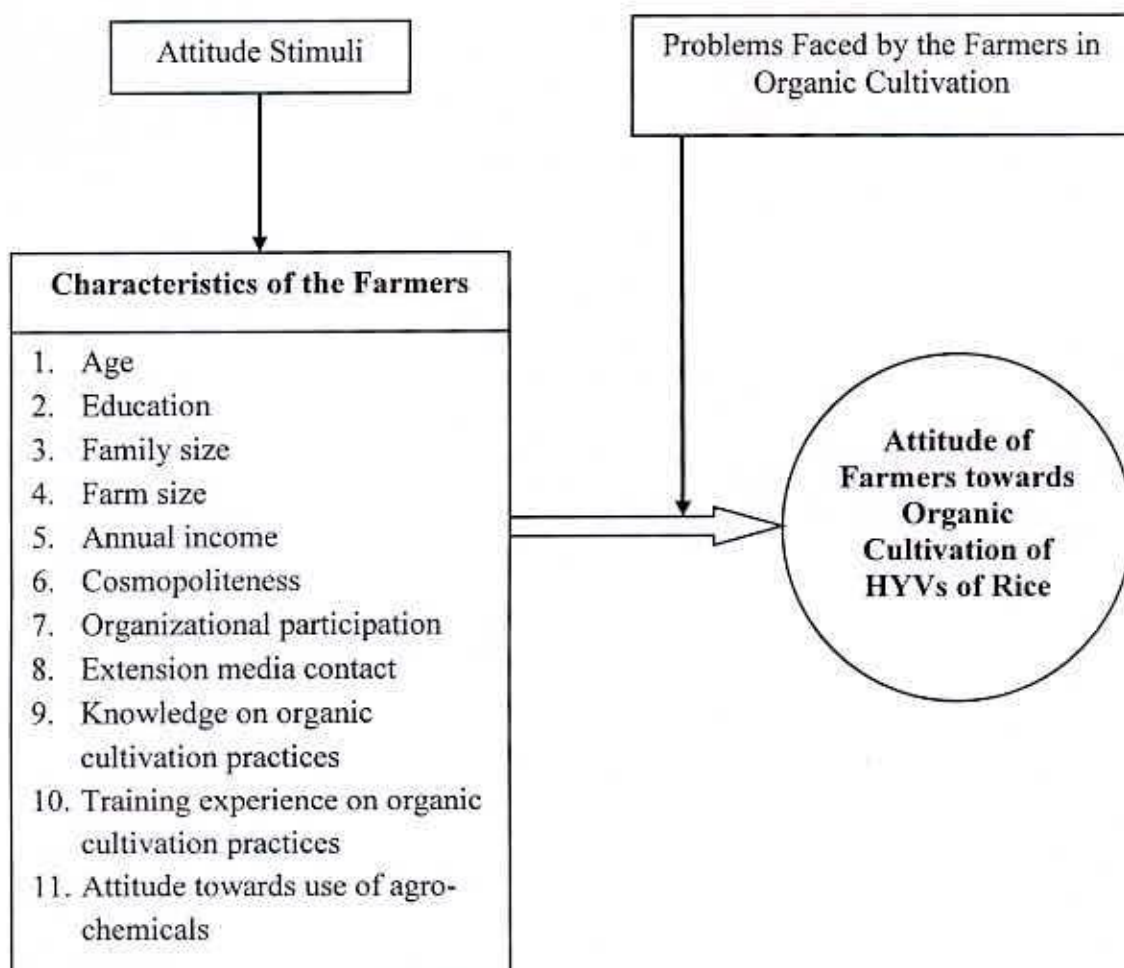 Attitude Stimuli
Problems Faced by the Farmers in
Organic Cultivation
Characteristics of the Farmers
1. Age
2. Education
3. Family size
4. Farm size
5. Annual income
6. Cosmopoliteness
7. Organizational participation
8. Extension media contact
9. Knowledge on organic
cultivation practices
10. Training experience on organic
cultivation practices
11. Attitude towards use of agro-
chemicals
Attitude of
Farmers towards
Organic
Cultivation of
HYVs of Rice